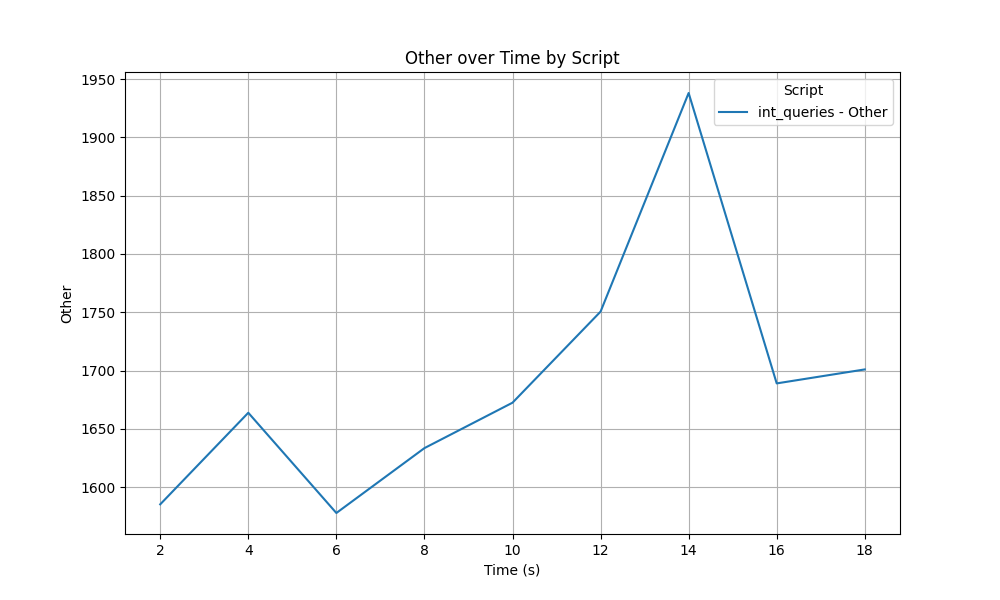 Other over Time by Script
Script
int_queries - Other
Other
1950
1900
1850
1800
1750
1700
1650
1600
2 4 6 8 10 12 14 16 18
Time (s)